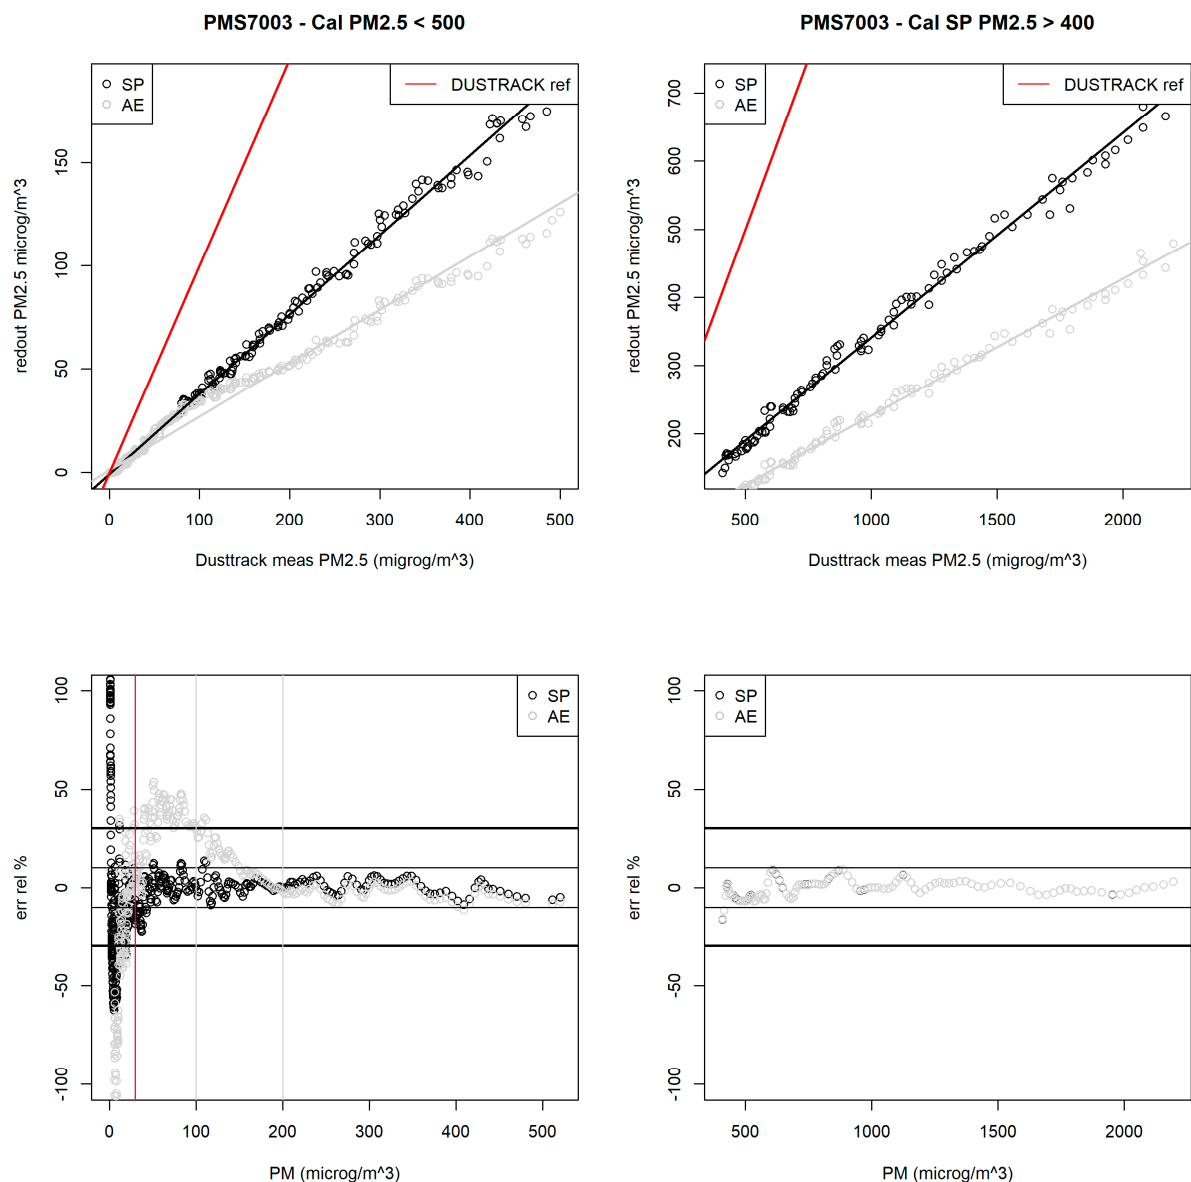 PMS7003 - Cal PM2.5 < 500
SP
AE
DUSTRACK ref
redout PM2.5 microg/m^3
0
50
100
150
0 100 200 300 400 500
Dusttrack meas PM2.5 (migrog/m^3)
PMS7003 - Cal SP PM2.5 > 400
SP
AE
DUSTRACK ref
redout PM2.5 microg/m^3
200
300
400
500
600
700
500 1000 1500 2000
Dusttrack meas PM2.5 (migrog/m^3)
SP
AE
err rel %
-100
-50
0
50
100
0 100 200 300 400 500
PM (microg/m^3)
SP
AE
err rel %
-100
-50
0
50
100
500 1000 1500 2000
PM (microg/m^3)